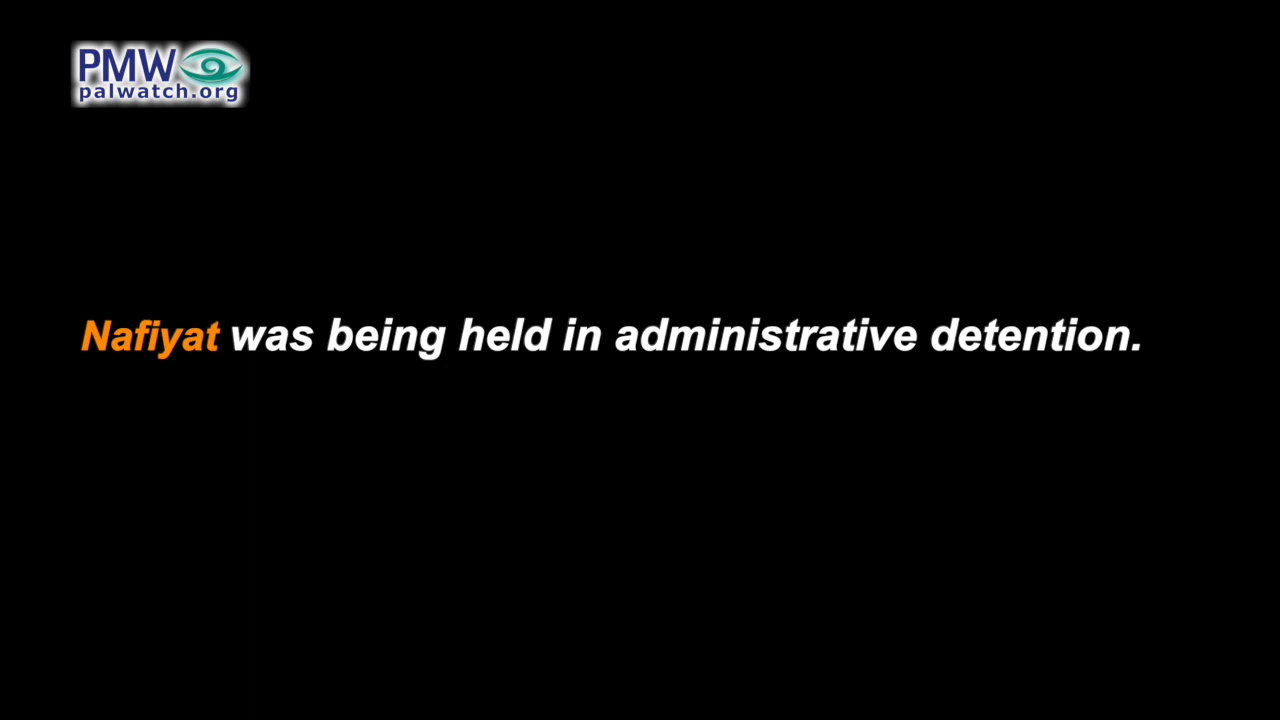 PMW
palwatch.org
Nafiyat was being held in administrative detention.